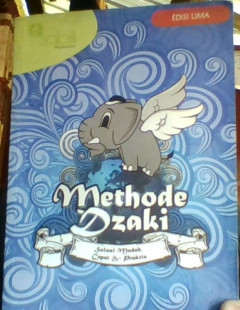 EDISI LIMA
Methode
Dzaki
Solusi Mudah
Cepat & Praktis